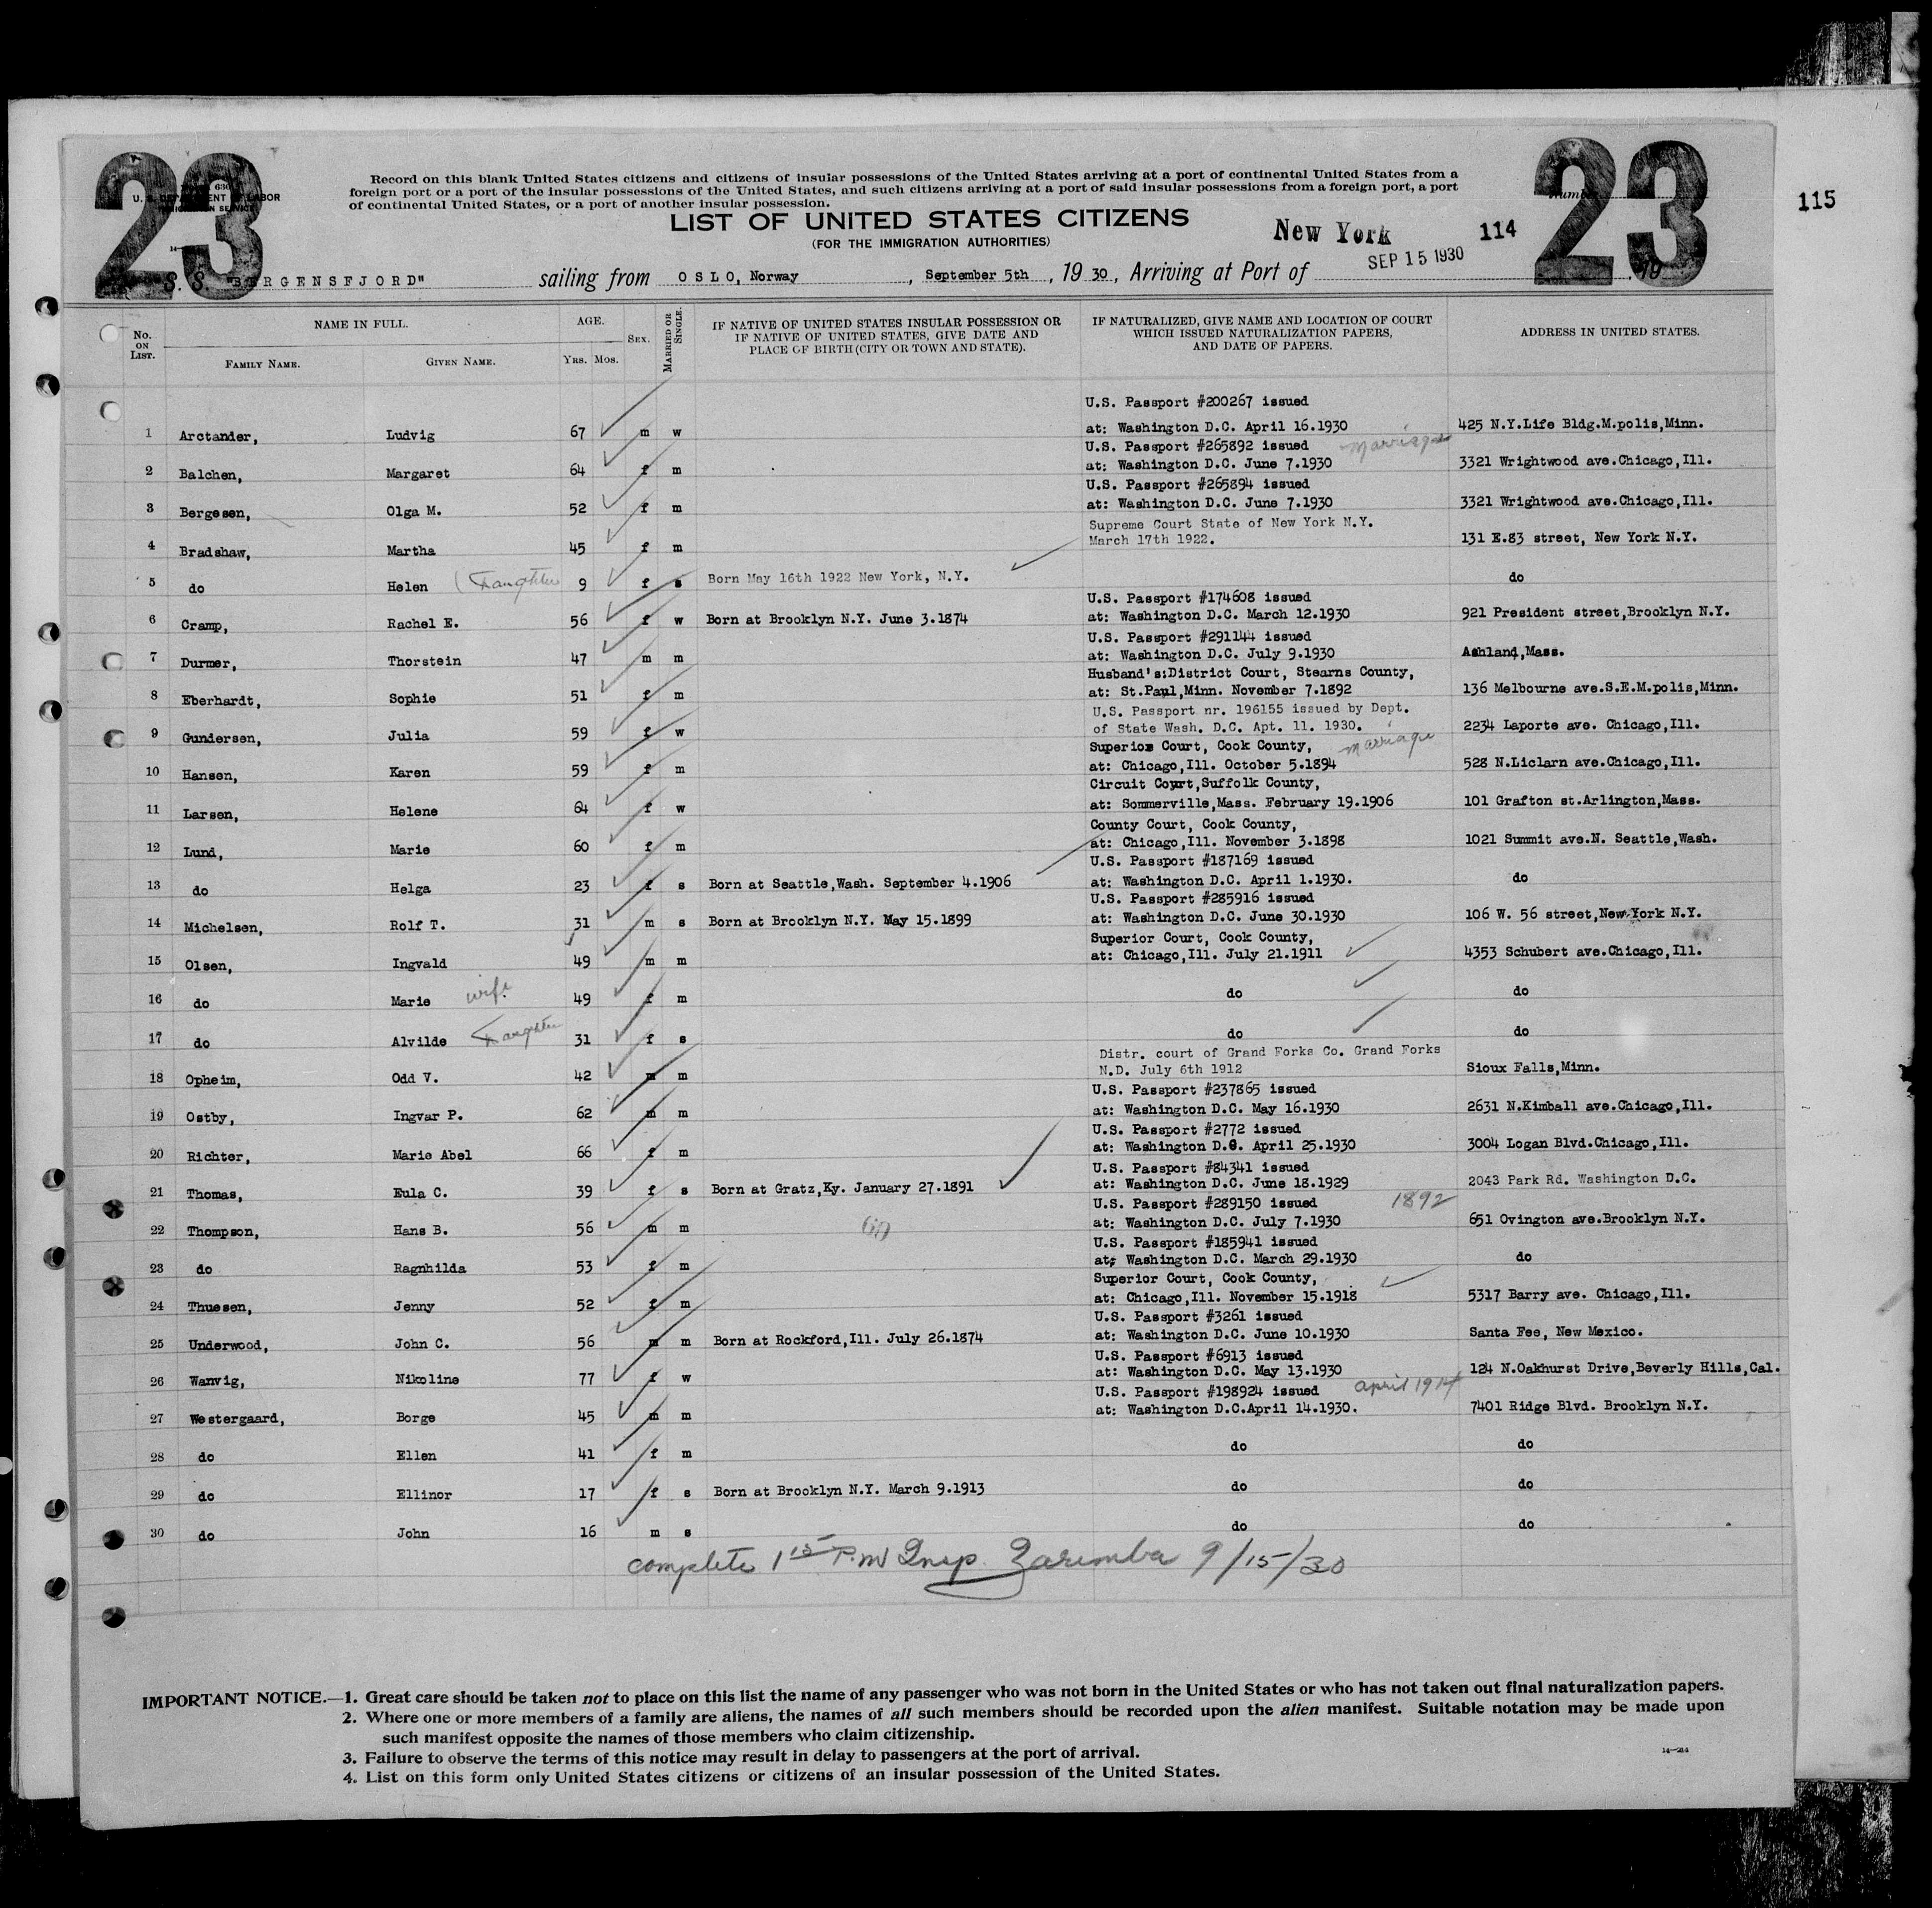 23
23
115
Record on this blank United States citizens and citizens of insular possessions of the United States arriving at a port of continental United States from a
foreign port or a port of the insular possessions of the United States, and such citizens arriving at a port of said insular possessions from a foreign port, a port
of continental United States, or a port of another insular possession.
LIST OF UNITED STATES CITIZENS
(FOR THE IMMIGRATION AUTHORITIES)
New York 114
SEP 15 1930
S. S. "BERGENSFJORD" sailing from OSLO, Norway, September 5th, 19 30, Arriving at Port of 19
No. ON LIST. NAME IN FULL. FAMILY NAME. GIVEN NAME. AGE. YRS. MOS. SEX. MARRIED OR SINGLE. IF NATIVE OF UNITED STATES INSULAR POSSESSION OR IF NATIVE OF UNITED STATES, GIVE DATE AND PLACE OF BIRTH (CITY OR TOWN AND STATE). IF NATURALIZED, GIVE NAME AND LOCATION OF COURT WHICH ISSUED NATURALIZATION PAPERS, AND DATE OF PAPERS. ADDRESS IN UNITED STATES.
U.S. Passport #200267 issued
1 Arctander, Ludvig 67 m w at: Washington D.C. April 16.1930 425 N.Y.Life Bldg.M.polis,Minn.
U.S. Passport #265892 issued marriage
2 Balchen, Margaret 64 f m at: Washington D.C. June 7.1930 3321 Wrightwood ave.Chicago,Ill.
U.S. Passport #265894 issued
3 Bergesen, Olga M. 52 f m at: Washington D.C. June 7.1930 3321 Wrightwood ave.Chicago,Ill.
Supreme Court State of New York N.Y.
4 Bradshaw, Martha 45 f m March 17th 1922. 131 E.83 street, New York N.Y.
5 do Helen (Daughter 9 f s Born May 16th 1922 New York, N.Y. do
U.S. Passport #174608 issued
6 Cramp, Rachel E. 56 f w Born at Brooklyn N.Y. June 3.1874 at: Washington D.C. March 12.1930 921 President street,Brooklyn N.Y.
U.S. Passport #291144 issued
7 Durmer, Thorstein 47 m m at: Washington D.C. July 9.1930 Ashland,Mass.
Husband's:District Court, Stearns County,
8 Eberhardt, Sophie 51 f m at: St.Paul,Minn. November 7.1892 136 Melbourne ave.S.E.M.polis,Minn.
U.S. Passport nr. 196155 issued by Dept.
9 Gundersen, Julia 59 f w of State Wash. D.C. Apt. 11. 1930. 2234 Laporte ave. Chicago,Ill.
Superior Court, Cook County, marriage
10 Hansen, Karen 59 f m at: Chicago,Ill. October 5.1894 528 N.Liclarn ave.Chicago,Ill.
Circuit Court,Suffolk County,
11 Larsen, Helene 64 f w at: Sommerville,Mass. February 19.1906 101 Grafton st.Arlington,Mass.
County Court, Cook County,
12 Lund, Marie 60 f m at: Chicago,Ill. November 3.1898 1021 Summit ave.N. Seattle,Wash.
U.S. Passport #187169 issued
13 do Helga 23 f s Born at Seattle,Wash. September 4.1906 at: Washington D.C. April 1.1930. do
U.S. Passport #285916 issued
14 Michelsen, Rolf T. 31 m s Born at Brooklyn N.Y. May 15.1899 at: Washington D.C. June 30.1930 106 W. 56 street,New York N.Y.
Superior Court, Cook County,
15 Olsen, Ingvald 49 m m at: Chicago,Ill. July 21.1911 4353 Schubert ave.Chicago,Ill.
16 do Marie wife 49 f m do do
17 do Alvilde Daughter 31 f s do do
Distr. court of Grand Forks Co. Grand Forks
18 Opheim, Odd V. 42 m m N.D. July 6th 1912 Sioux Falls,Minn.
U.S. Passport #237865 issued
19 Ostby, Ingvar P. 62 m m at: Washington D.C. May 16.1930 2631 N.Kimball ave.Chicago,Ill.
U.S. Passport #2772 issued
20 Richter, Marie Abel 66 f m at: Washington D.C. April 25.1930 3004 Logan Blvd.Chicago,Ill.
U.S. Passport #84341 issued
21 Thomas, Eula C. 39 f s Born at Gratz,Ky. January 27.1891 at: Washington D.C. June 18.1929 2043 Park Rd. Washington D.C.
U.S. Passport #289150 issued 1892
22 Thompson, Hans B. 56 m m at: Washington D.C. July 7.1930 651 Ovington ave.Brooklyn N.Y.
U.S. Passport #185941 issued
23 do Ragnhilda 53 f m at: Washington D.C. March 29.1930 do
Superior Court, Cook County,
24 Thuesen, Jenny 52 f m at: Chicago,Ill. November 15.1918 5317 Barry ave. Chicago,Ill.
U.S. Passport #3261 issued
25 Underwood, John C. 56 m m Born at Rockford,Ill. July 26.1874 at: Washington D.C. June 10.1930 Santa Fee, New Mexico.
U.S. Passport #6913 issued
26 Wanvig, Nikoline 77 f w at: Washington D.C. May 13.1930 124 N.Oakhurst Drive,Beverly Hills,Cal.
U.S. Passport #198924 issued april 1914
27 Westergaard, Borge 45 m m at: Washington D.C.April 14.1930. 7401 Ridge Blvd. Brooklyn N.Y.
28 do Ellen 41 f m do do
29 do Ellinor 17 f s Born at Brooklyn N.Y. March 9.1913 do do
30 do John 16 m s do do
complete 1 15 P.M Insp. Zaremba 9/15/30
IMPORTANT NOTICE.—1. Great care should be taken not to place on this list the name of any passenger who was not born in the United States or who has not taken out final naturalization papers.
2. Where one or more members of a family are aliens, the names of all such members should be recorded upon the alien manifest. Suitable notation may be made upon
such manifest opposite the names of those members who claim citizenship.
3. Failure to observe the terms of this notice may result in delay to passengers at the port of arrival.
4. List on this form only United States citizens or citizens of an insular possession of the United States.